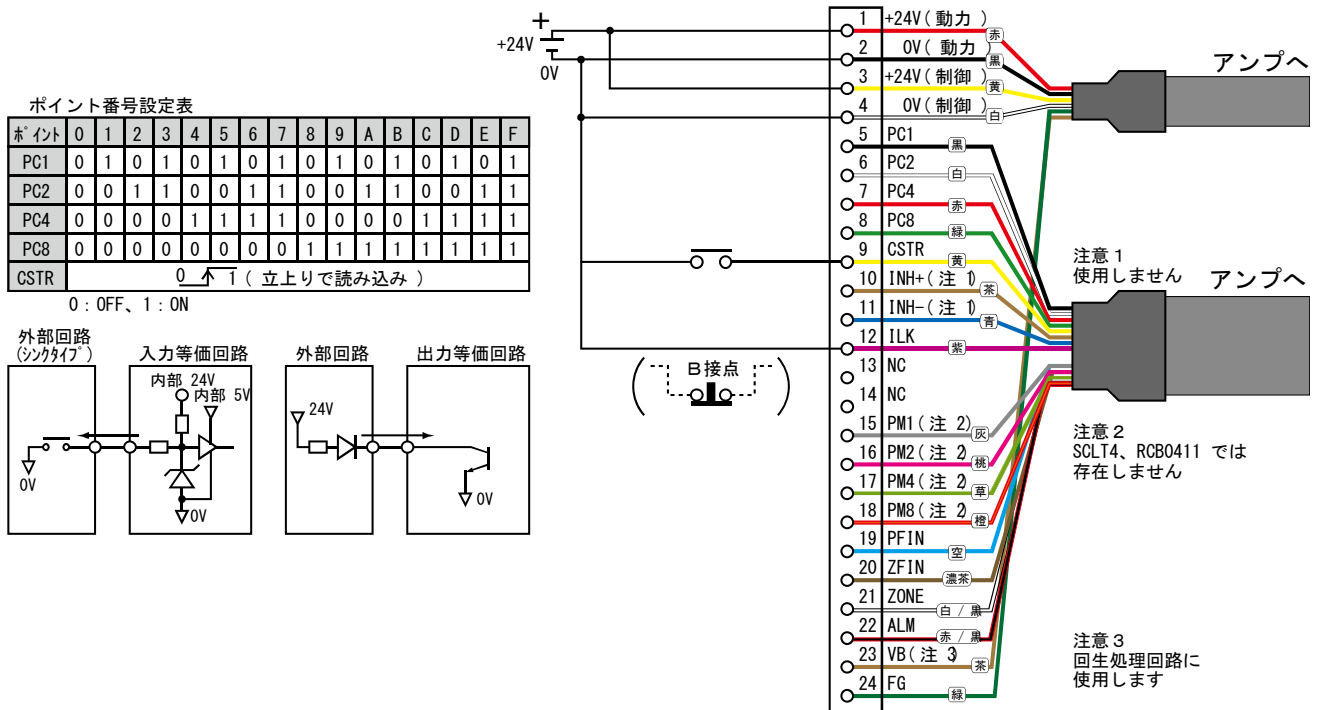 ポイント番号設定表
ポイント 0 1 2 3 4 5 6 7 8 9 A B C D E F
PC1 0 1 0 1 0 1 0 1 0 1 0 1 0 1 0 1
PC2 0 0 1 1 0 0 1 1 0 0 1 1 0 0 1 1
PC4 0 0 0 0 1 1 1 1 0 0 0 0 1 1 1 1
PC8 0 0 0 0 0 0 0 0 1 1 1 1 1 1 1 1
CSTR 0 1 ( 立上りで読み込み )
0 : OFF、1 : ON
外部回路
(シンクタイプ)
0V
入力等価回路
内部 24V
内部 5V
0V
外部回路
24V
出力等価回路
0V
+
+24V
0V
B接点
1 +24V( 動力 ) 赤
2 0V( 動力 ) 黒
3 +24V( 制御 ) 黄
4 0V( 制御 ) 白
5 PC1 黒
6 PC2 白
7 PC4 赤
8 PC8 緑
9 CSTR 黄
10 INH+( 注 1) 茶
11 INH-( 注 1) 青
12 ILK 紫
13 NC
14 NC
15 PM1( 注 2) 灰
16 PM2( 注 2) 桃
17 PM4( 注 2) 草
18 PM8( 注 2) 橙
19 PFIN 空
20 ZFIN 濃茶
21 ZONE 白 / 黒
22 ALM 赤 / 黒
23 VB( 注 3) 茶
24 FG 緑
アンプへ
注意1
使用しません
アンプへ
注意2
SCLT4、RCB0411 では
存在しません
注意3
回生処理回路に
使用します